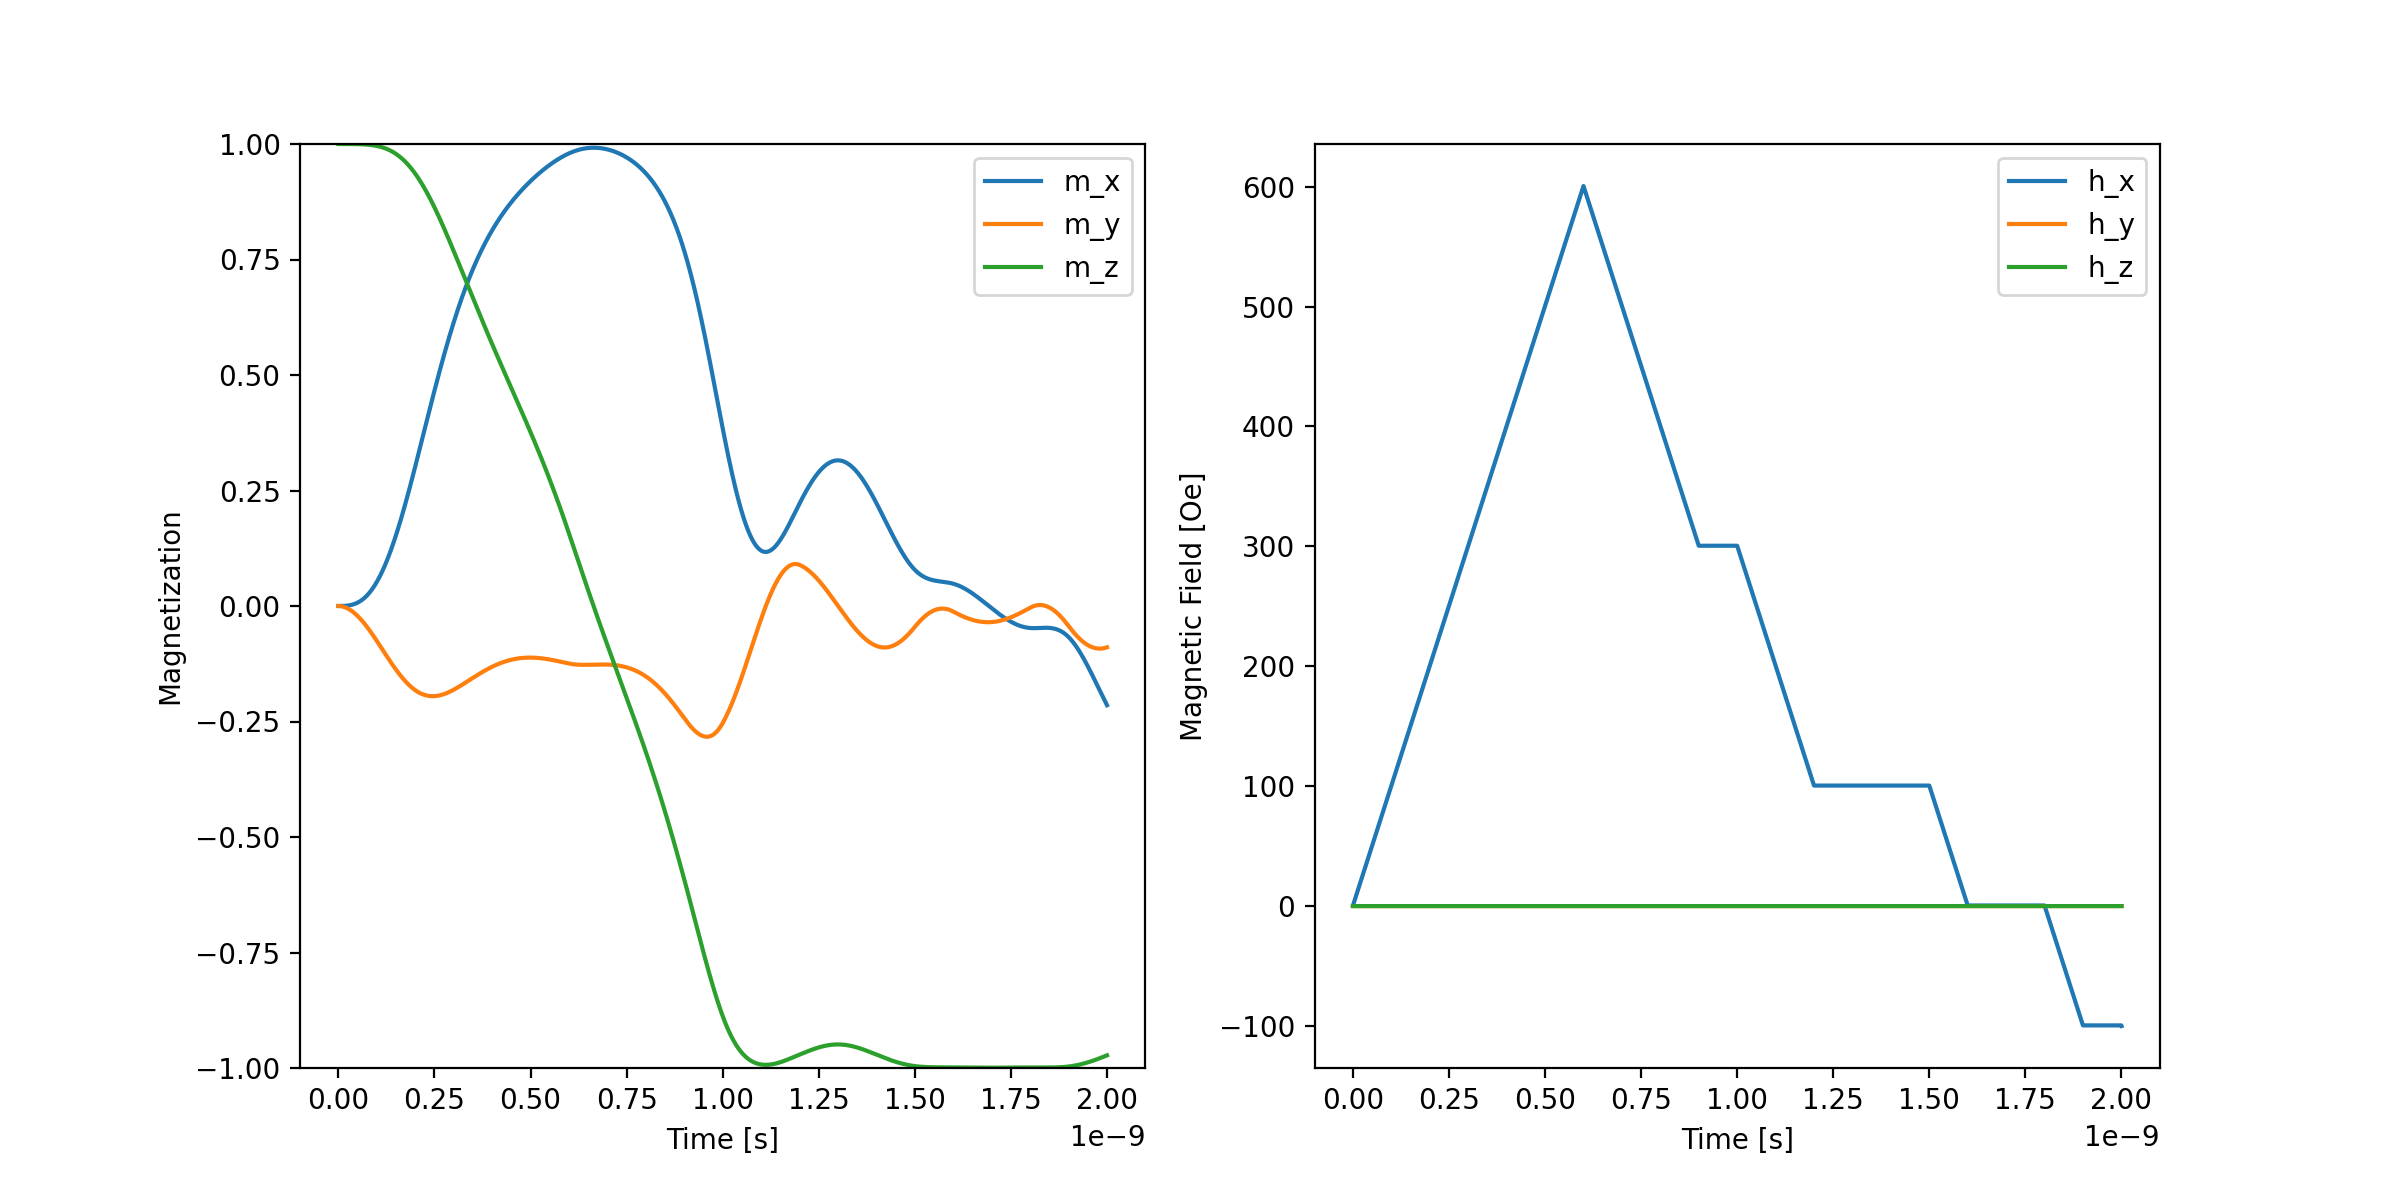 Magnetization
1.00
0.75
0.50
0.25
0.00
−0.25
−0.50
−0.75
−1.00
m_x
m_y
m_z
0.00 0.25 0.50 0.75 1.00 1.25 1.50 1.75 2.00
Time [s]
1e−9
Magnetic Field [Oe]
600
500
400
300
200
100
0
−100
h_x
h_y
h_z
0.00 0.25 0.50 0.75 1.00 1.25 1.50 1.75 2.00
Time [s]
1e−9